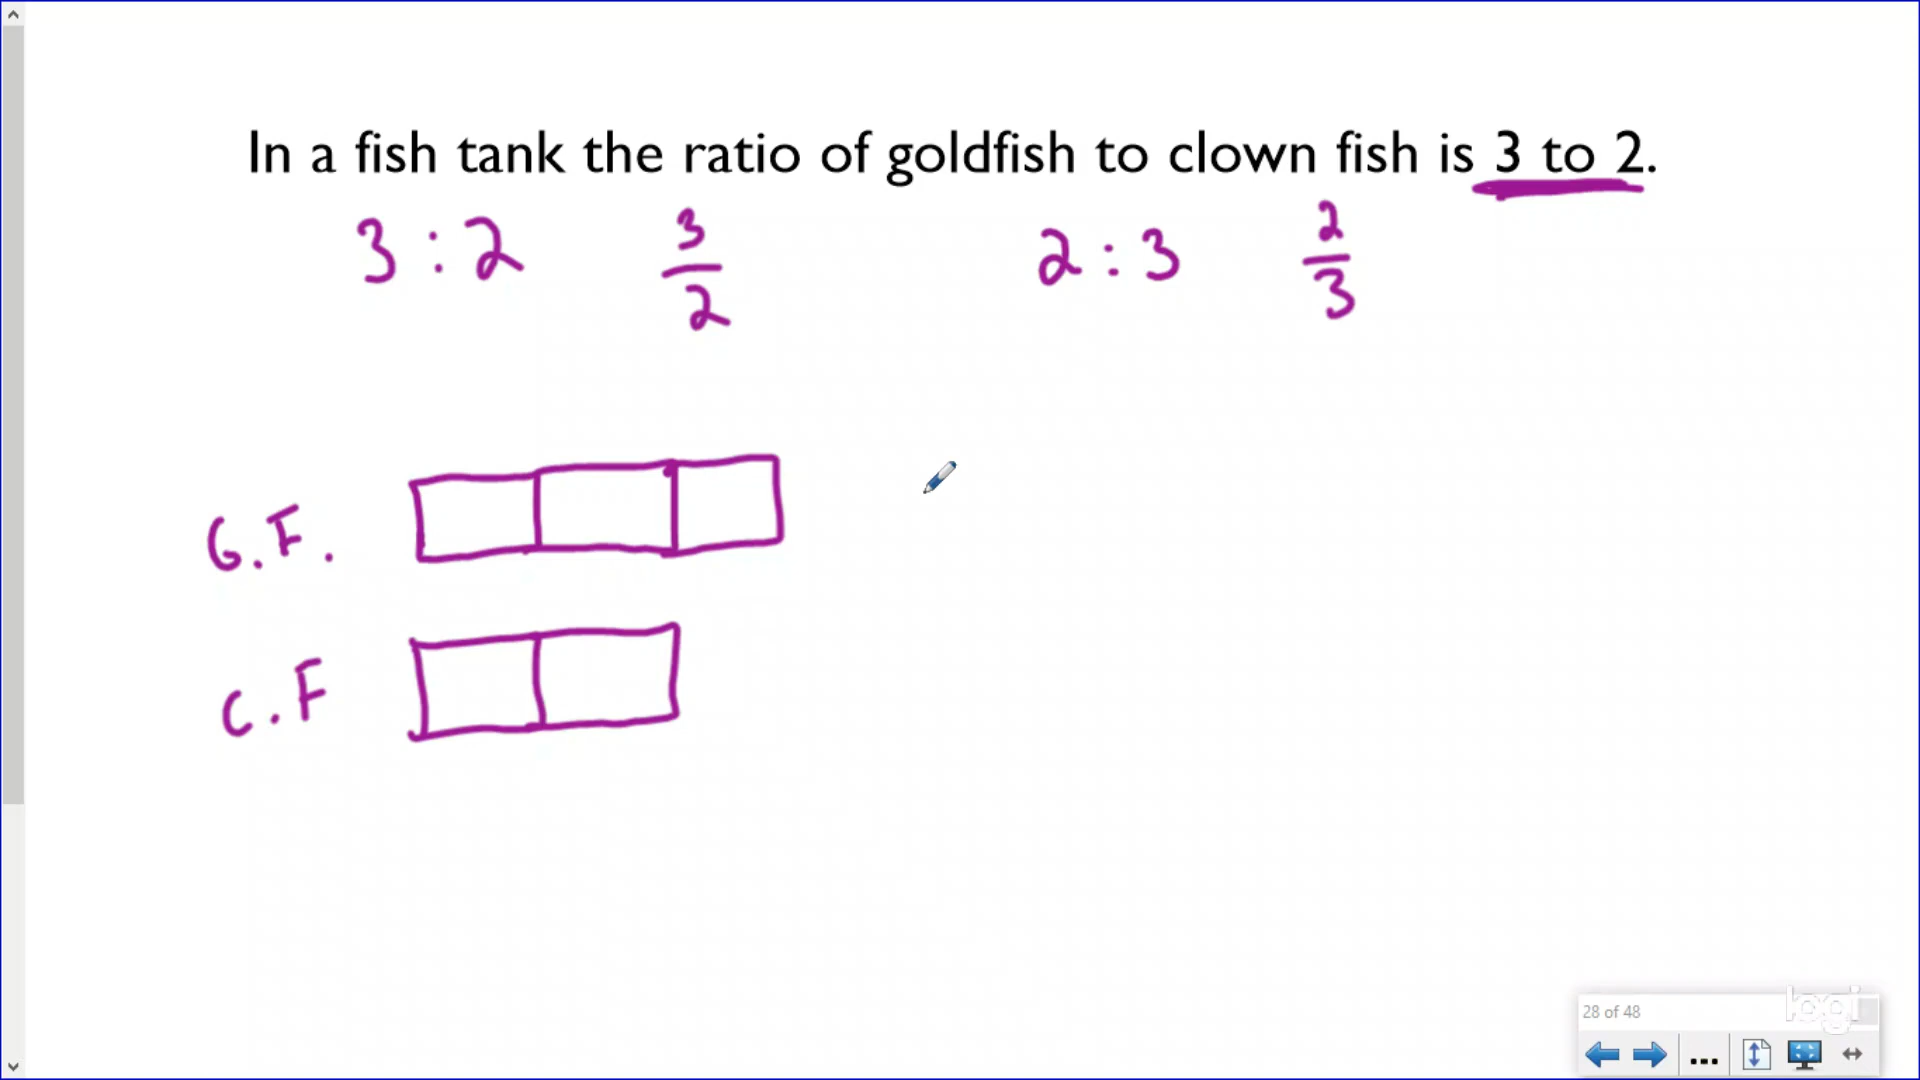 In a fish tank the ratio of goldfish to clown fish is 3 to 2.
3 : 2 3/2 2 : 3 2/3
G.F.
C.F
logi
28 of 48
...